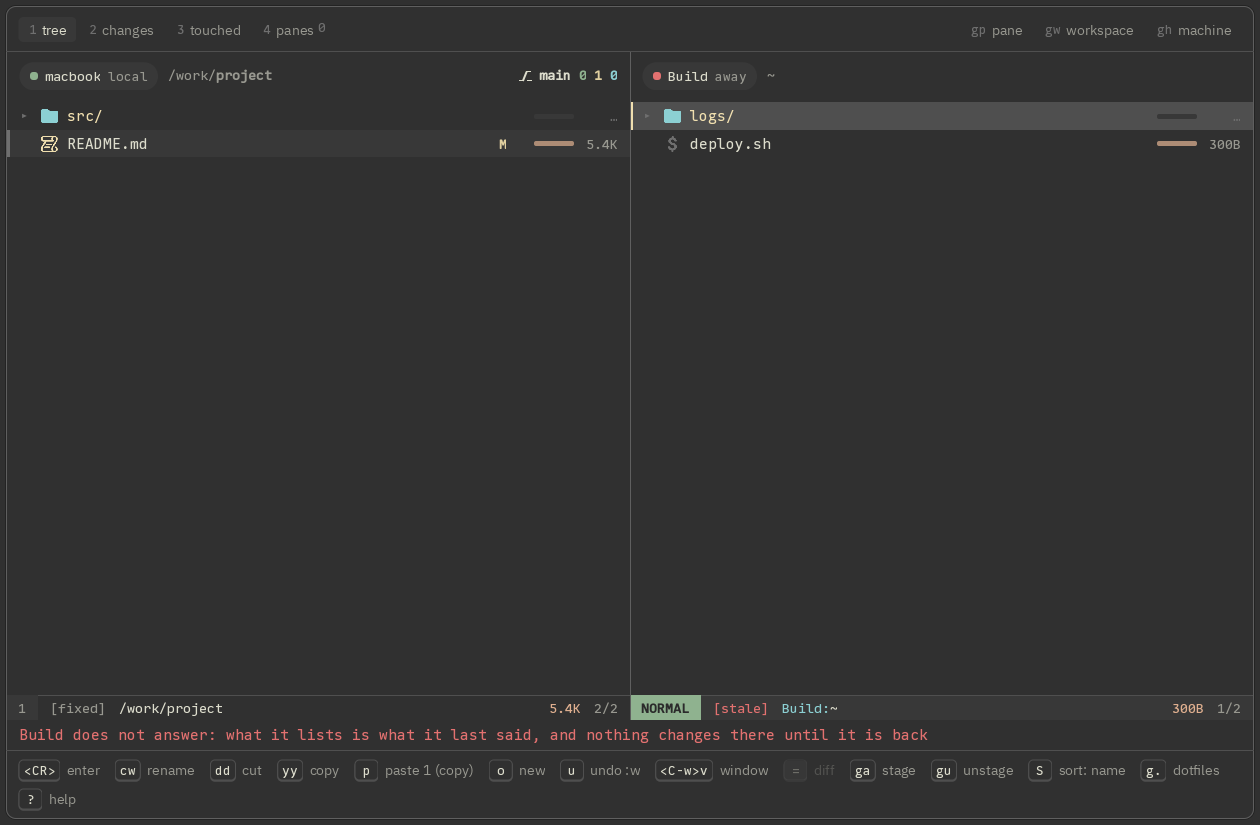 1 tree 2 changes 3 touched 4 panes 0 gp pane gw workspace gh machine
macbook local /work/project main 0 1 0 Build away ~
▸ src/ … ▸ logs/ …
README.md M 5.4K $ deploy.sh 300B
1 [fixed] /work/project 5.4K 2/2 NORMAL [stale] Build:~ 300B 1/2
Build does not answer: what it lists is what it last said, and nothing changes there until it is back
<CR> enter cw rename dd cut yy copy p paste 1 (copy) o new u undo :w <C-w>v window = diff ga stage gu unstage S sort: name g. dotfiles
? help